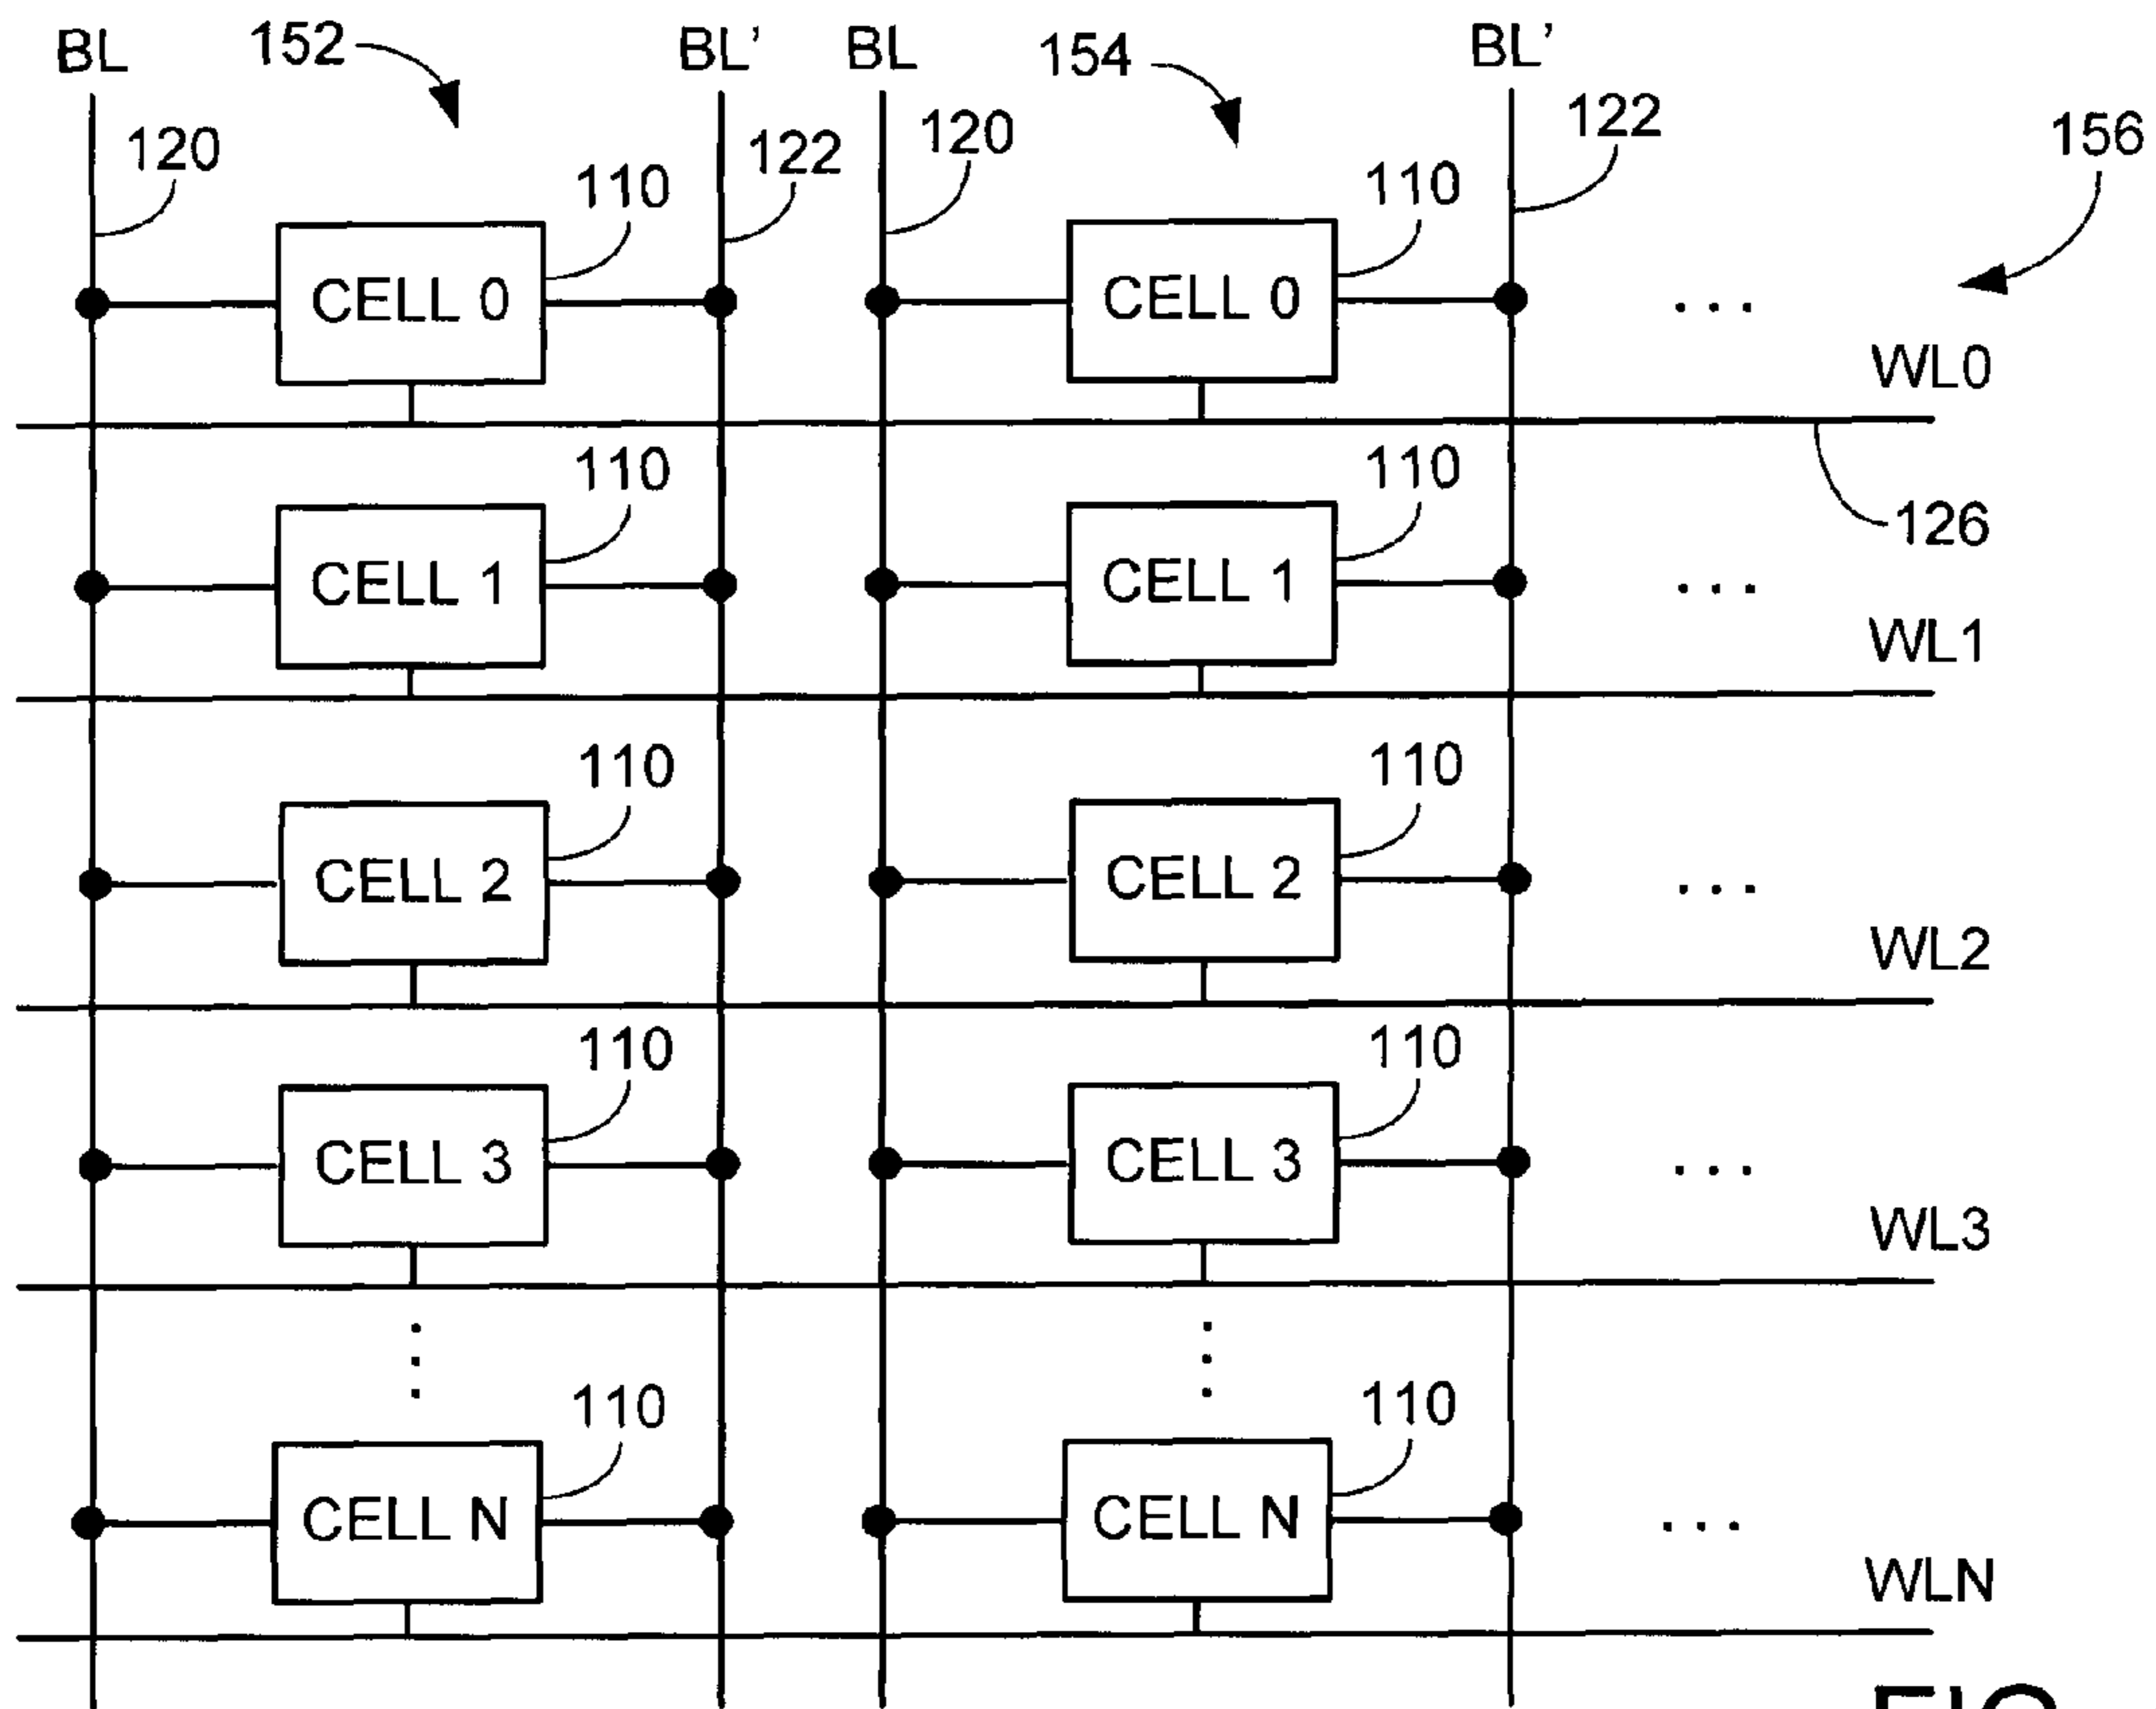 BL 152 BL' BL 154 BL'
120 110 122 120 110 122 156
CELL 0 CELL 0 ...
WL0
110 110 126
CELL 1 CELL 1 ...
WL1
110 110
CELL 2 CELL 2 ...
WL2
110 110
CELL 3 CELL 3 ...
WL3
110 110
CELL N CELL N ...
WLN